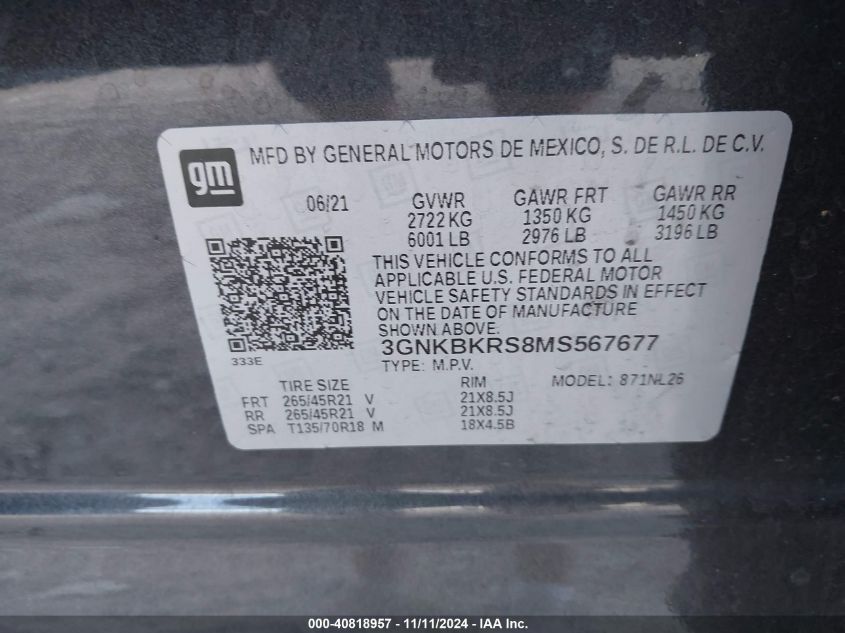 gm
MFD BY GENERAL MOTORS DE MEXICO, S. DE R.L. DE C.V.
06/21 GVWR GAWR FRT GAWR RR
2722 KG 1350 KG 1450 KG
6001 LB 2976 LB 3196 LB
THIS VEHICLE CONFORMS TO ALL
APPLICABLE U.S. FEDERAL MOTOR
VEHICLE SAFETY STANDARDS IN EFFECT
ON THE DATE OF MANUFACTURE
SHOWN ABOVE.
3GNKBKRS8MS567677
333E
TYPE: M.P.V. MODEL: 871NL26
TIRE SIZE RIM
FRT 265/45R21 V 21X8.5J
RR 265/45R21 V 21X8.5J
SPA T135/70R18 M 18X4.5B
000-40818957 - 11/11/2024 - IAA Inc.